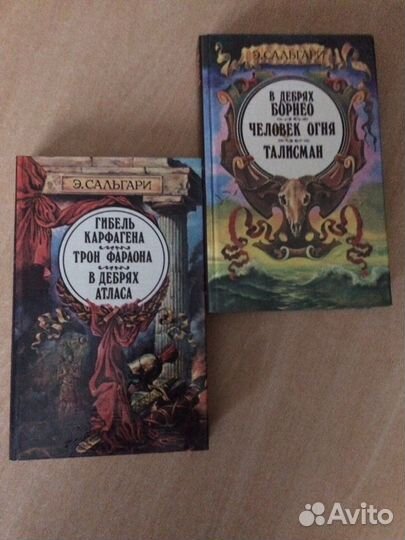 Э. САЛЬГАРИ
ГИБЕЛЬ
КАРФАГЕНА
ТРОН ФАРАОНА
В ДЕБРЯХ
АТЛАСА
Э. САЛЬГАРИ
В ДЕБРЯХ
БОРНЕО
ЧЕЛОВЕК ОГНЯ
ТАЛИСМАН
Avito